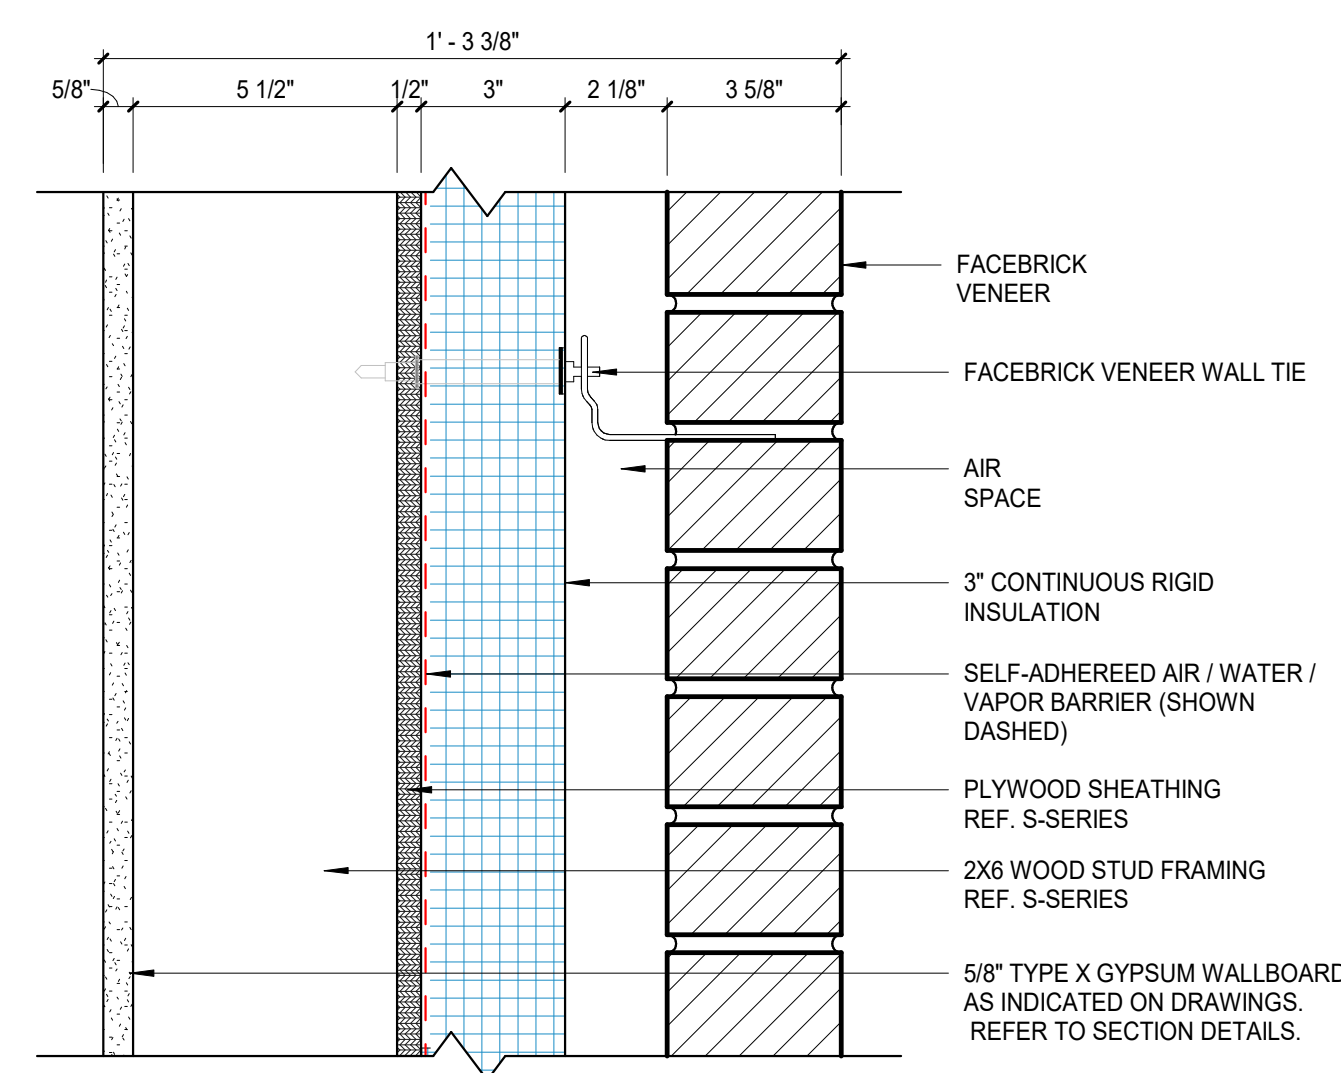 1' - 3 3/8"
5/8" 5 1/2" 1/2" 3" 2 1/8" 3 5/8"
FACEBRICK
VENEER
FACEBRICK VENEER WALL TIE
AIR
SPACE
3" CONTINUOUS RIGID
INSULATION
SELF-ADHEREED AIR / WATER /
VAPOR BARRIER (SHOWN
DASHED)
PLYWOOD SHEATHING
REF. S-SERIES
2X6 WOOD STUD FRAMING
REF. S-SERIES
5/8" TYPE X GYPSUM WALLBOARD
AS INDICATED ON DRAWINGS.
REFER TO SECTION DETAILS.